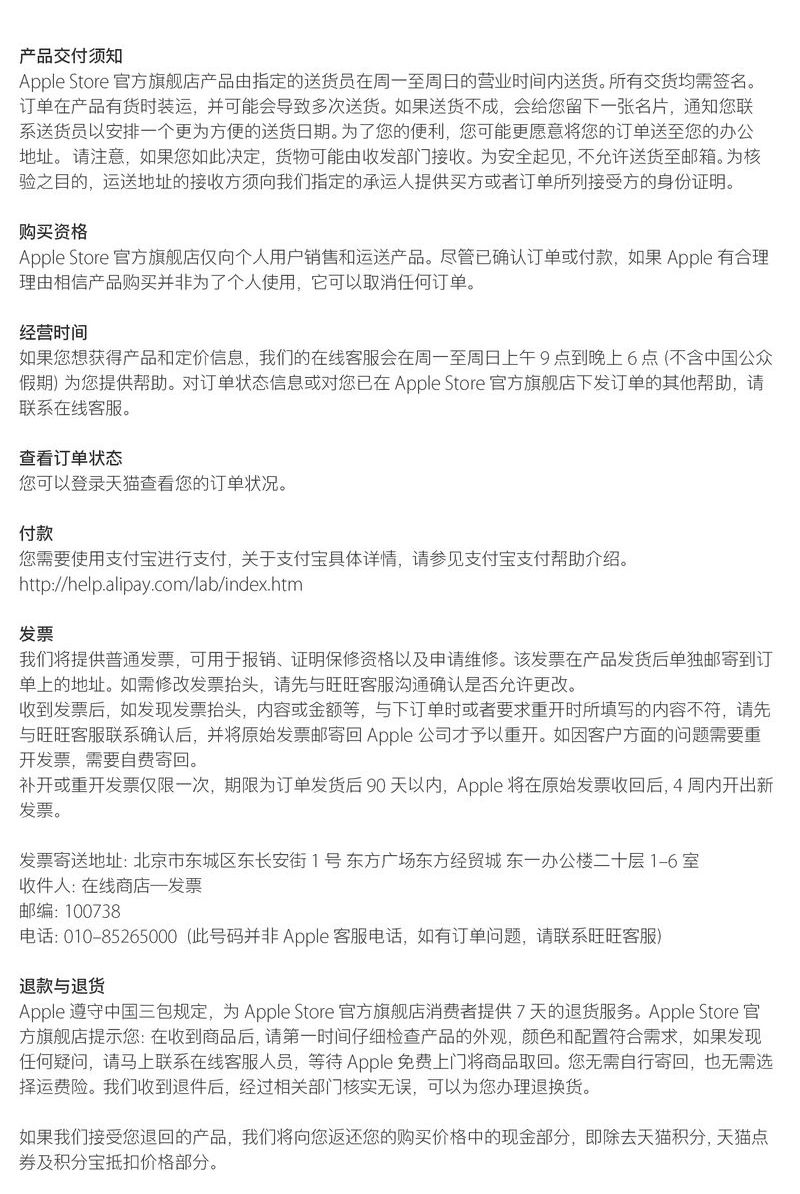 产品交付须知
Apple Store 官方旗舰店产品由指定的送货员在周一至周日的营业时间内送货。所有交货均需签名。
订单在产品有货时装运，并可能会导致多次送货。如果送货不成，会给您留下一张名片，通知您联
系送货员以安排一个更为方便的送货日期。为了您的便利，您可能更愿意将您的订单送至您的办公
地址。 请注意，如果您如此决定，货物可能由收发部门接收。为安全起见, 不允许送货至邮箱。为核
验之目的，运送地址的接收方须向我们指定的承运人提供买方或者订单所列接受方的身份证明。
购买资格
Apple Store 官方旗舰店仅向个人用户销售和运送产品。尽管已确认订单或付款，如果 Apple 有合理
理由相信产品购买并非为了个人使用，它可以取消任何订单。
经营时间
如果您想获得产品和定价信息，我们的在线客服会在周一至周日上午 9 点到晚上 6 点 (不含中国公众
假期) 为您提供帮助。对订单状态信息或对您已在 Apple Store 官方旗舰店下发订单的其他帮助，请
联系在线客服。
查看订单状态
您可以登录天猫查看您的订单状况。
付款
您需要使用支付宝进行支付，关于支付宝具体详情，请参见支付宝支付帮助介绍。
http://help.alipay.com/lab/index.htm
发票
我们将提供普通发票，可用于报销、证明保修资格以及申请维修。该发票在产品发货后单独邮寄到订
单上的地址。如需修改发票抬头，请先与旺旺客服沟通确认是否允许更改。
收到发票后，如发现发票抬头，内容或金额等，与下订单时或者要求重开时所填写的内容不符，请先
与旺旺客服联系确认后，并将原始发票邮寄回 Apple 公司才予以重开。如因客户方面的问题需要重
开发票，需要自费寄回。
补开或重开发票仅限一次，期限为订单发货后 90 天以内，Apple 将在原始发票收回后, 4 周内开出新
发票。
发票寄送地址: 北京市东城区东长安街 1 号 东方广场东方经贸城 东一办公楼二十层 1–6 室
收件人: 在线商店—发票
邮编: 100738
电话: 010–85265000 (此号码并非 Apple 客服电话，如有订单问题，请联系旺旺客服)
退款与退货
Apple 遵守中国三包规定，为 Apple Store 官方旗舰店消费者提供 7 天的退货服务。Apple Store 官
方旗舰店提示您: 在收到商品后, 请第一时间仔细检查产品的外观，颜色和配置符合需求，如果发现
任何疑问，请马上联系在线客服人员，等待 Apple 免费上门将商品取回。您无需自行寄回，也无需选
择运费险。我们收到退件后，经过相关部门核实无误，可以为您办理退换货。
如果我们接受您退回的产品，我们将向您返还您的购买价格中的现金部分，即除去天猫积分, 天猫点
券及积分宝抵扣价格部分。